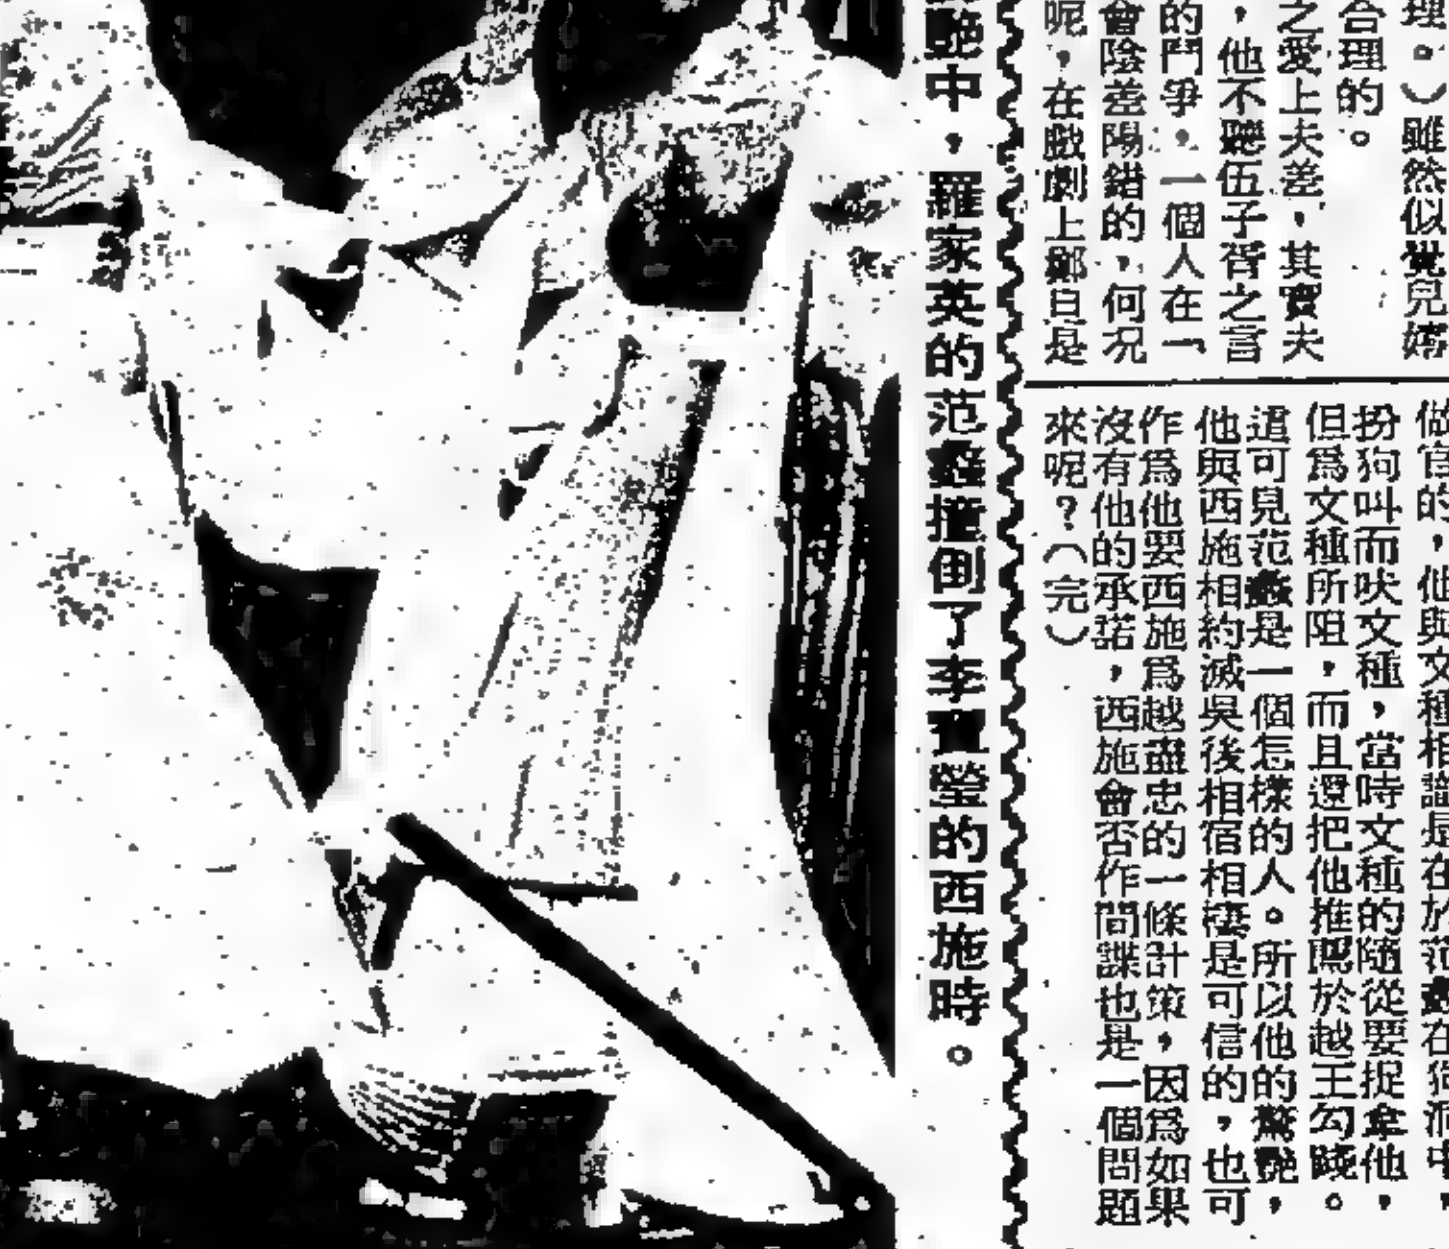 理。）雖然似覺兒嬉
合理的。
之愛上夫差，其實夫
，他不聽伍子胥之言
的鬥爭，一個人在一
會陰差陽錯的，何况
呢，在戲劇上鄭自是
做官的，他與文種相識是在於范蠡在狗洞中，
扮狗叫而吠文種，當時文種的隨從要捉拿他，
但爲文種所阻，而且還把他推薦於越王勾踐。
這可見范蠡是一個怎樣的人。所以他的驚艷，
他與西施相約滅吳後相宿相棲是可信的，也可
作爲他要西施爲越盡忠的一條計策，因爲如果
沒有他的承諾，西施會否作間諜也是一個問題
來呢？（完）
艷中，羅家英的范蠡撞倒了李寶瑩的西施時。